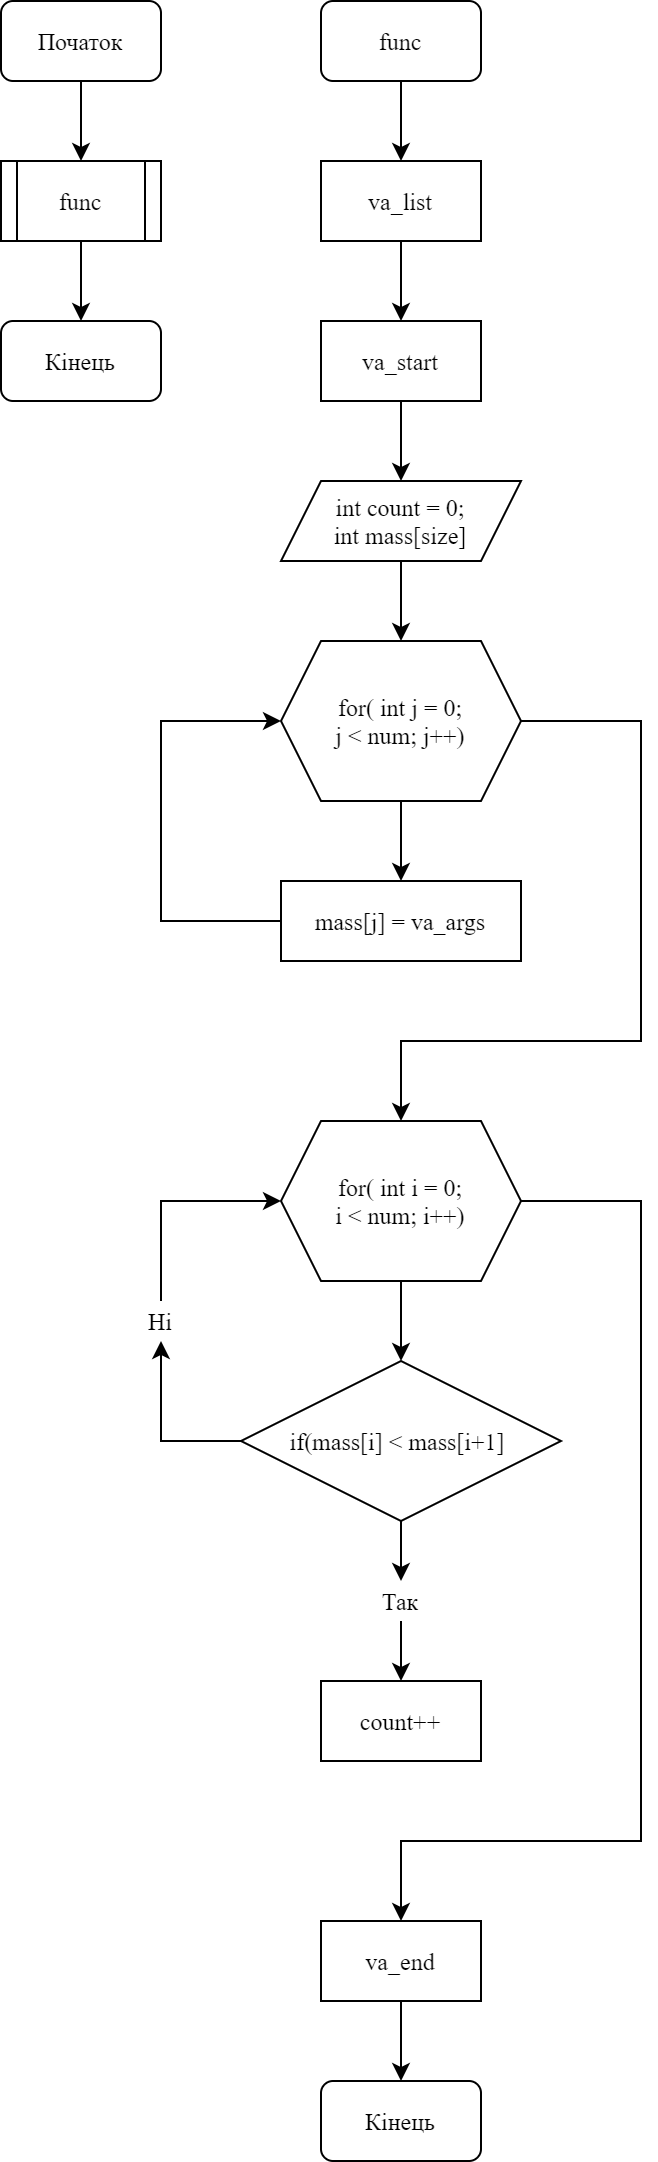 Початок
func
Кінець
func
va_list
va_start
int count = 0;
int mass[size]
for( int j = 0;
j < num; j++)
mass[j] = va_args
for( int i = 0;
i < num; i++)
Ні
if(mass[i] < mass[i+1]
Так
count++
va_end
Кінець